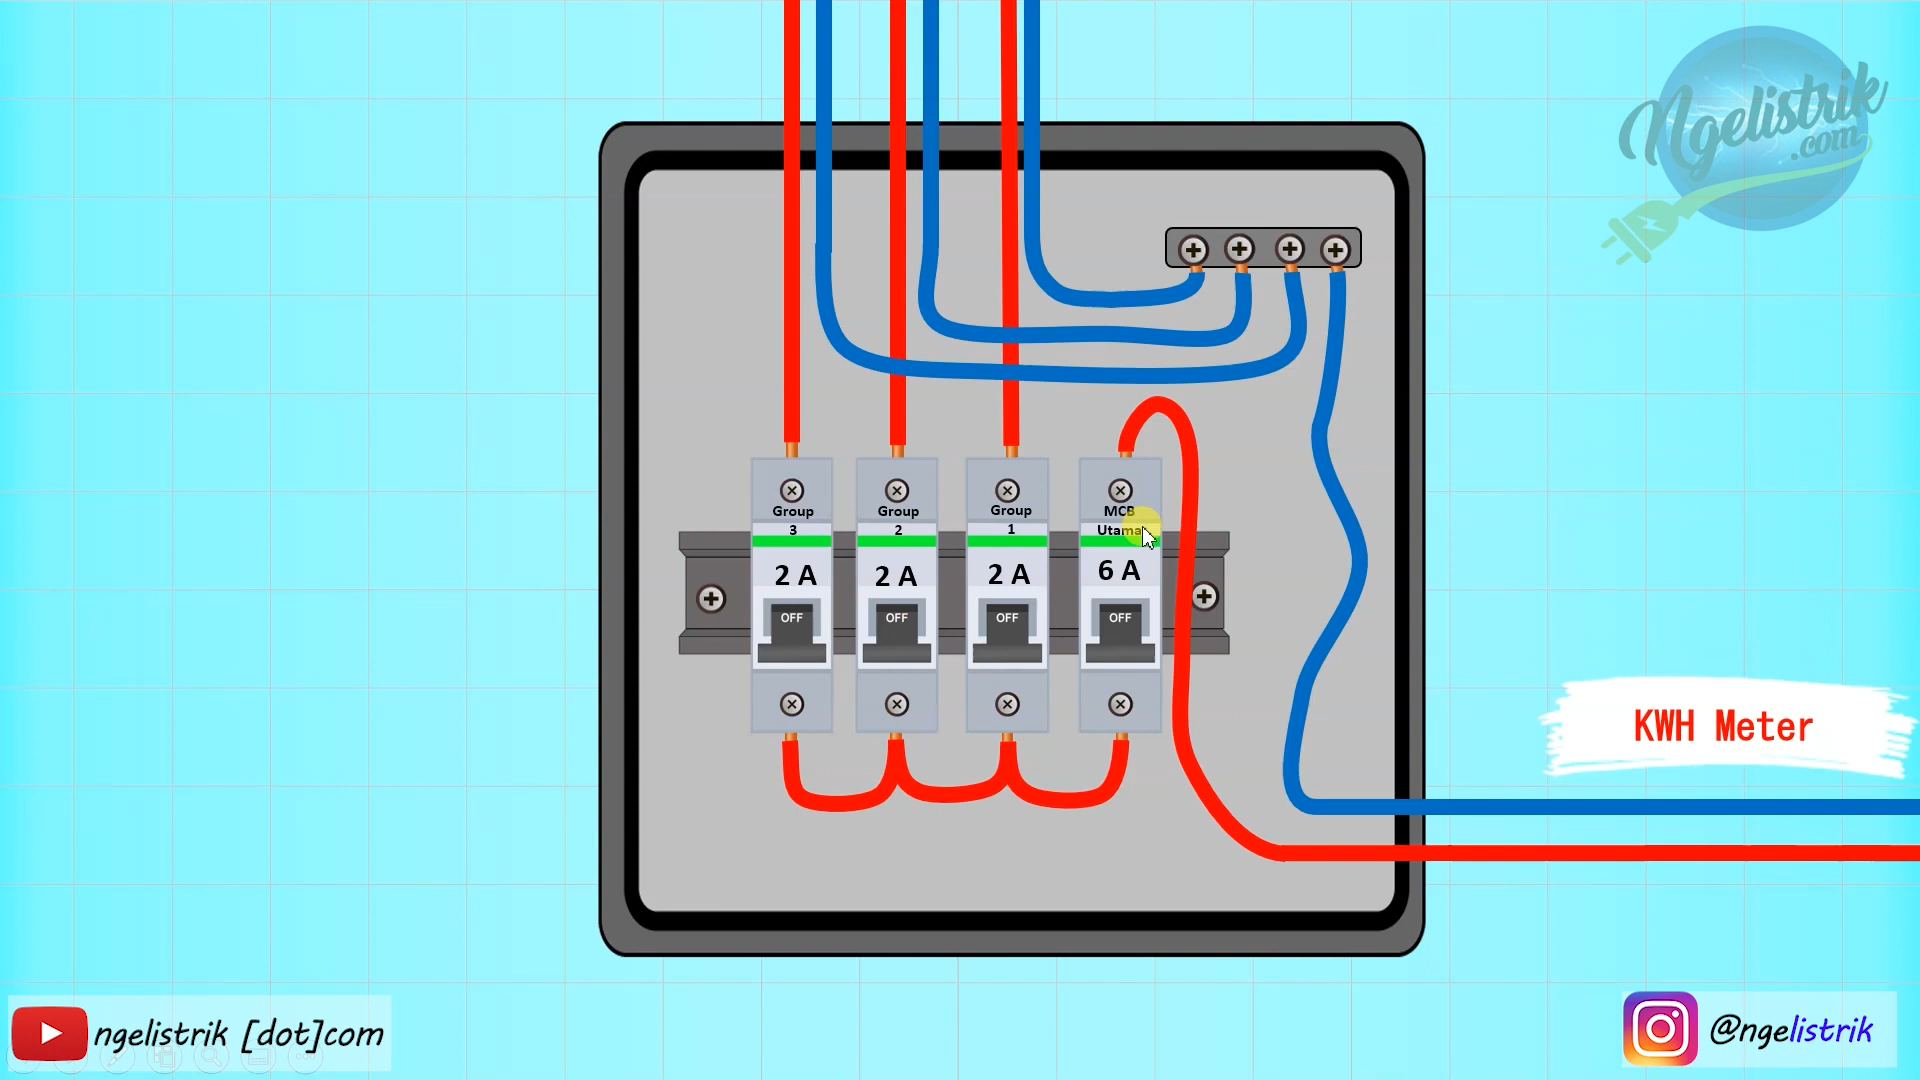 Ngelistrik
.com
Group
3
Group
2
Group
1
MCB
Utama
2 A
2 A
2 A
6 A
OFF
OFF
OFF
OFF
KWH Meter
ngelistrik [dot]com
@ngelistrik